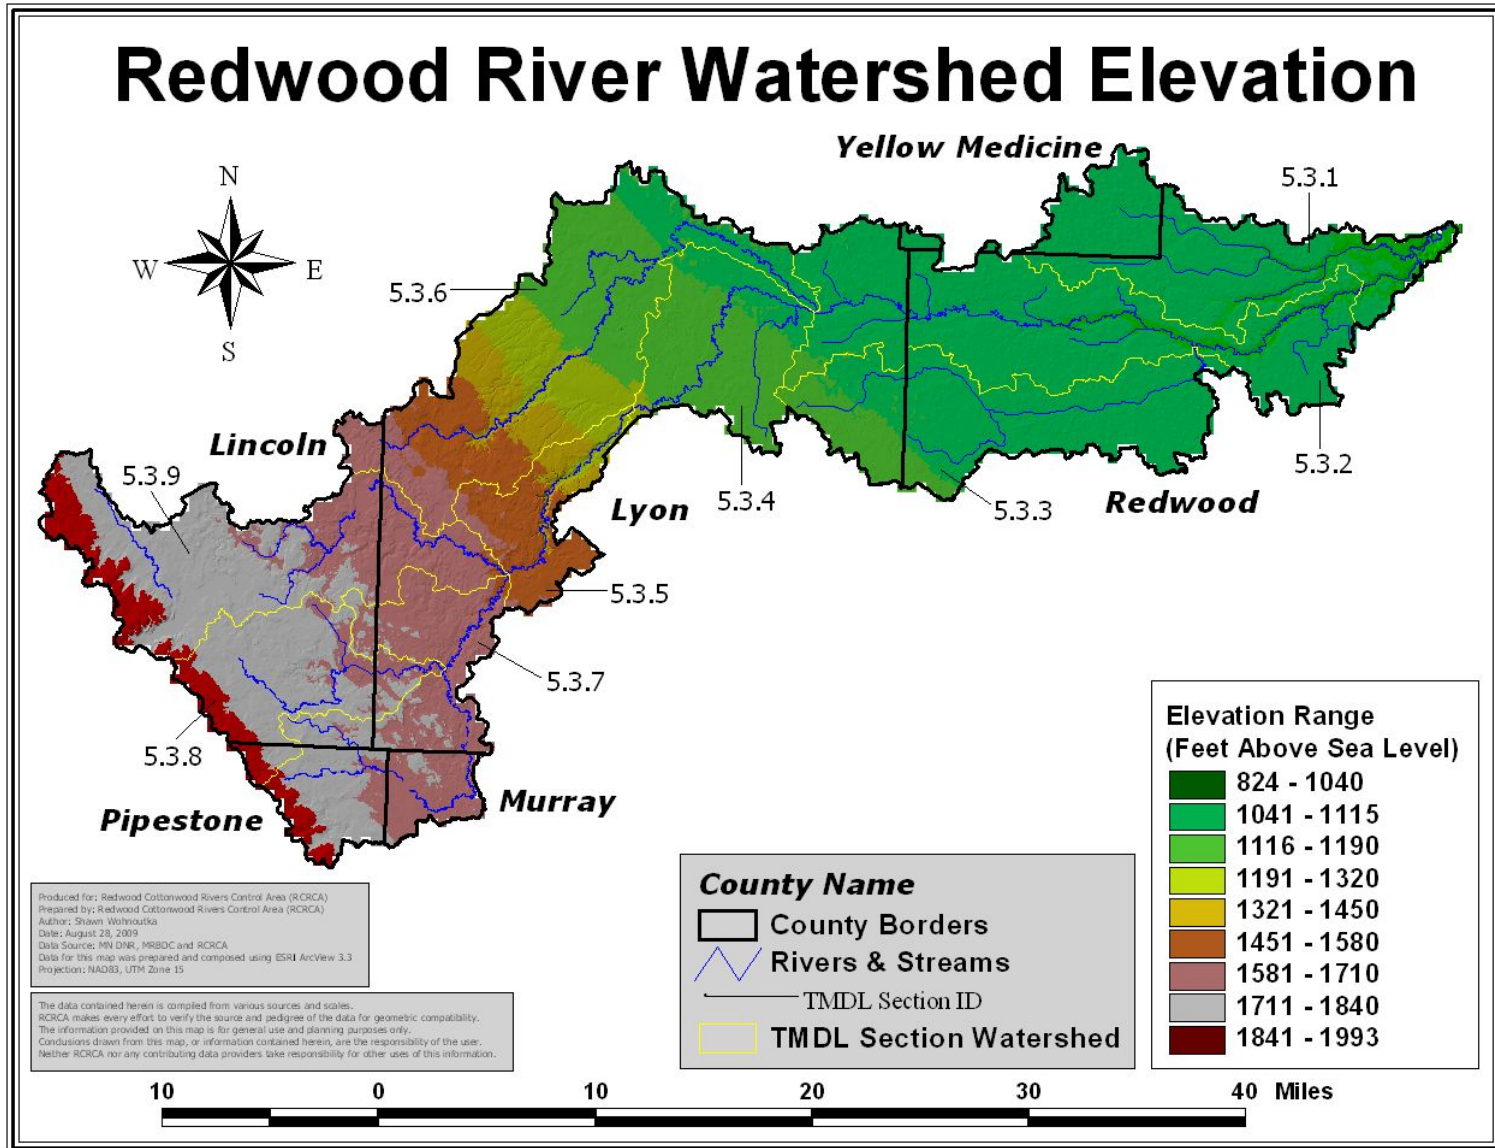 Redwood River Watershed Elevation
Yellow Medicine
N
5.3.1
W
E
5.3.6
S
Lincoln
5.3.9
5.3.2
Lyon
5.3.4
5.3.3
Redwood
5.3.5
5.3.7
5.3.8
Pipestone
Murray
Elevation Range
(Feet Above Sea Level)
824 - 1040
1041 - 1115
1116 - 1190
1191 - 1320
1321 - 1450
1451 - 1580
1581 - 1710
1711 - 1840
1841 - 1993
County Name
County Borders
Rivers & Streams
TMDL Section ID
TMDL Section Watershed
Produced for: Redwood Cottonwood Rivers Control Area (RCRCA)
Prepared by: Redwood Cottonwood Rivers Control Area (RCRCA)
Author: Shawn Wohnoutka
Date: August 28, 2009
Data Source: MN DNR, MRBDC and RCRCA
Data for this map was prepared and composed using ESRI ArcView 3.3
Projection: NAD83, UTM Zone 15
The data contained herein is compiled from various sources and scales.
RCRCA makes every effort to verify the source and pedigree of the data for geometric compatibility.
The information provided on this map is for general use and planning purposes only.
Conclusions drawn from this map, or information contained herein, are the responsibility of the user.
Neither RCRCA nor any contributing data providers take responsibility for other uses of this information.
10 0 10 20 30 40 Miles